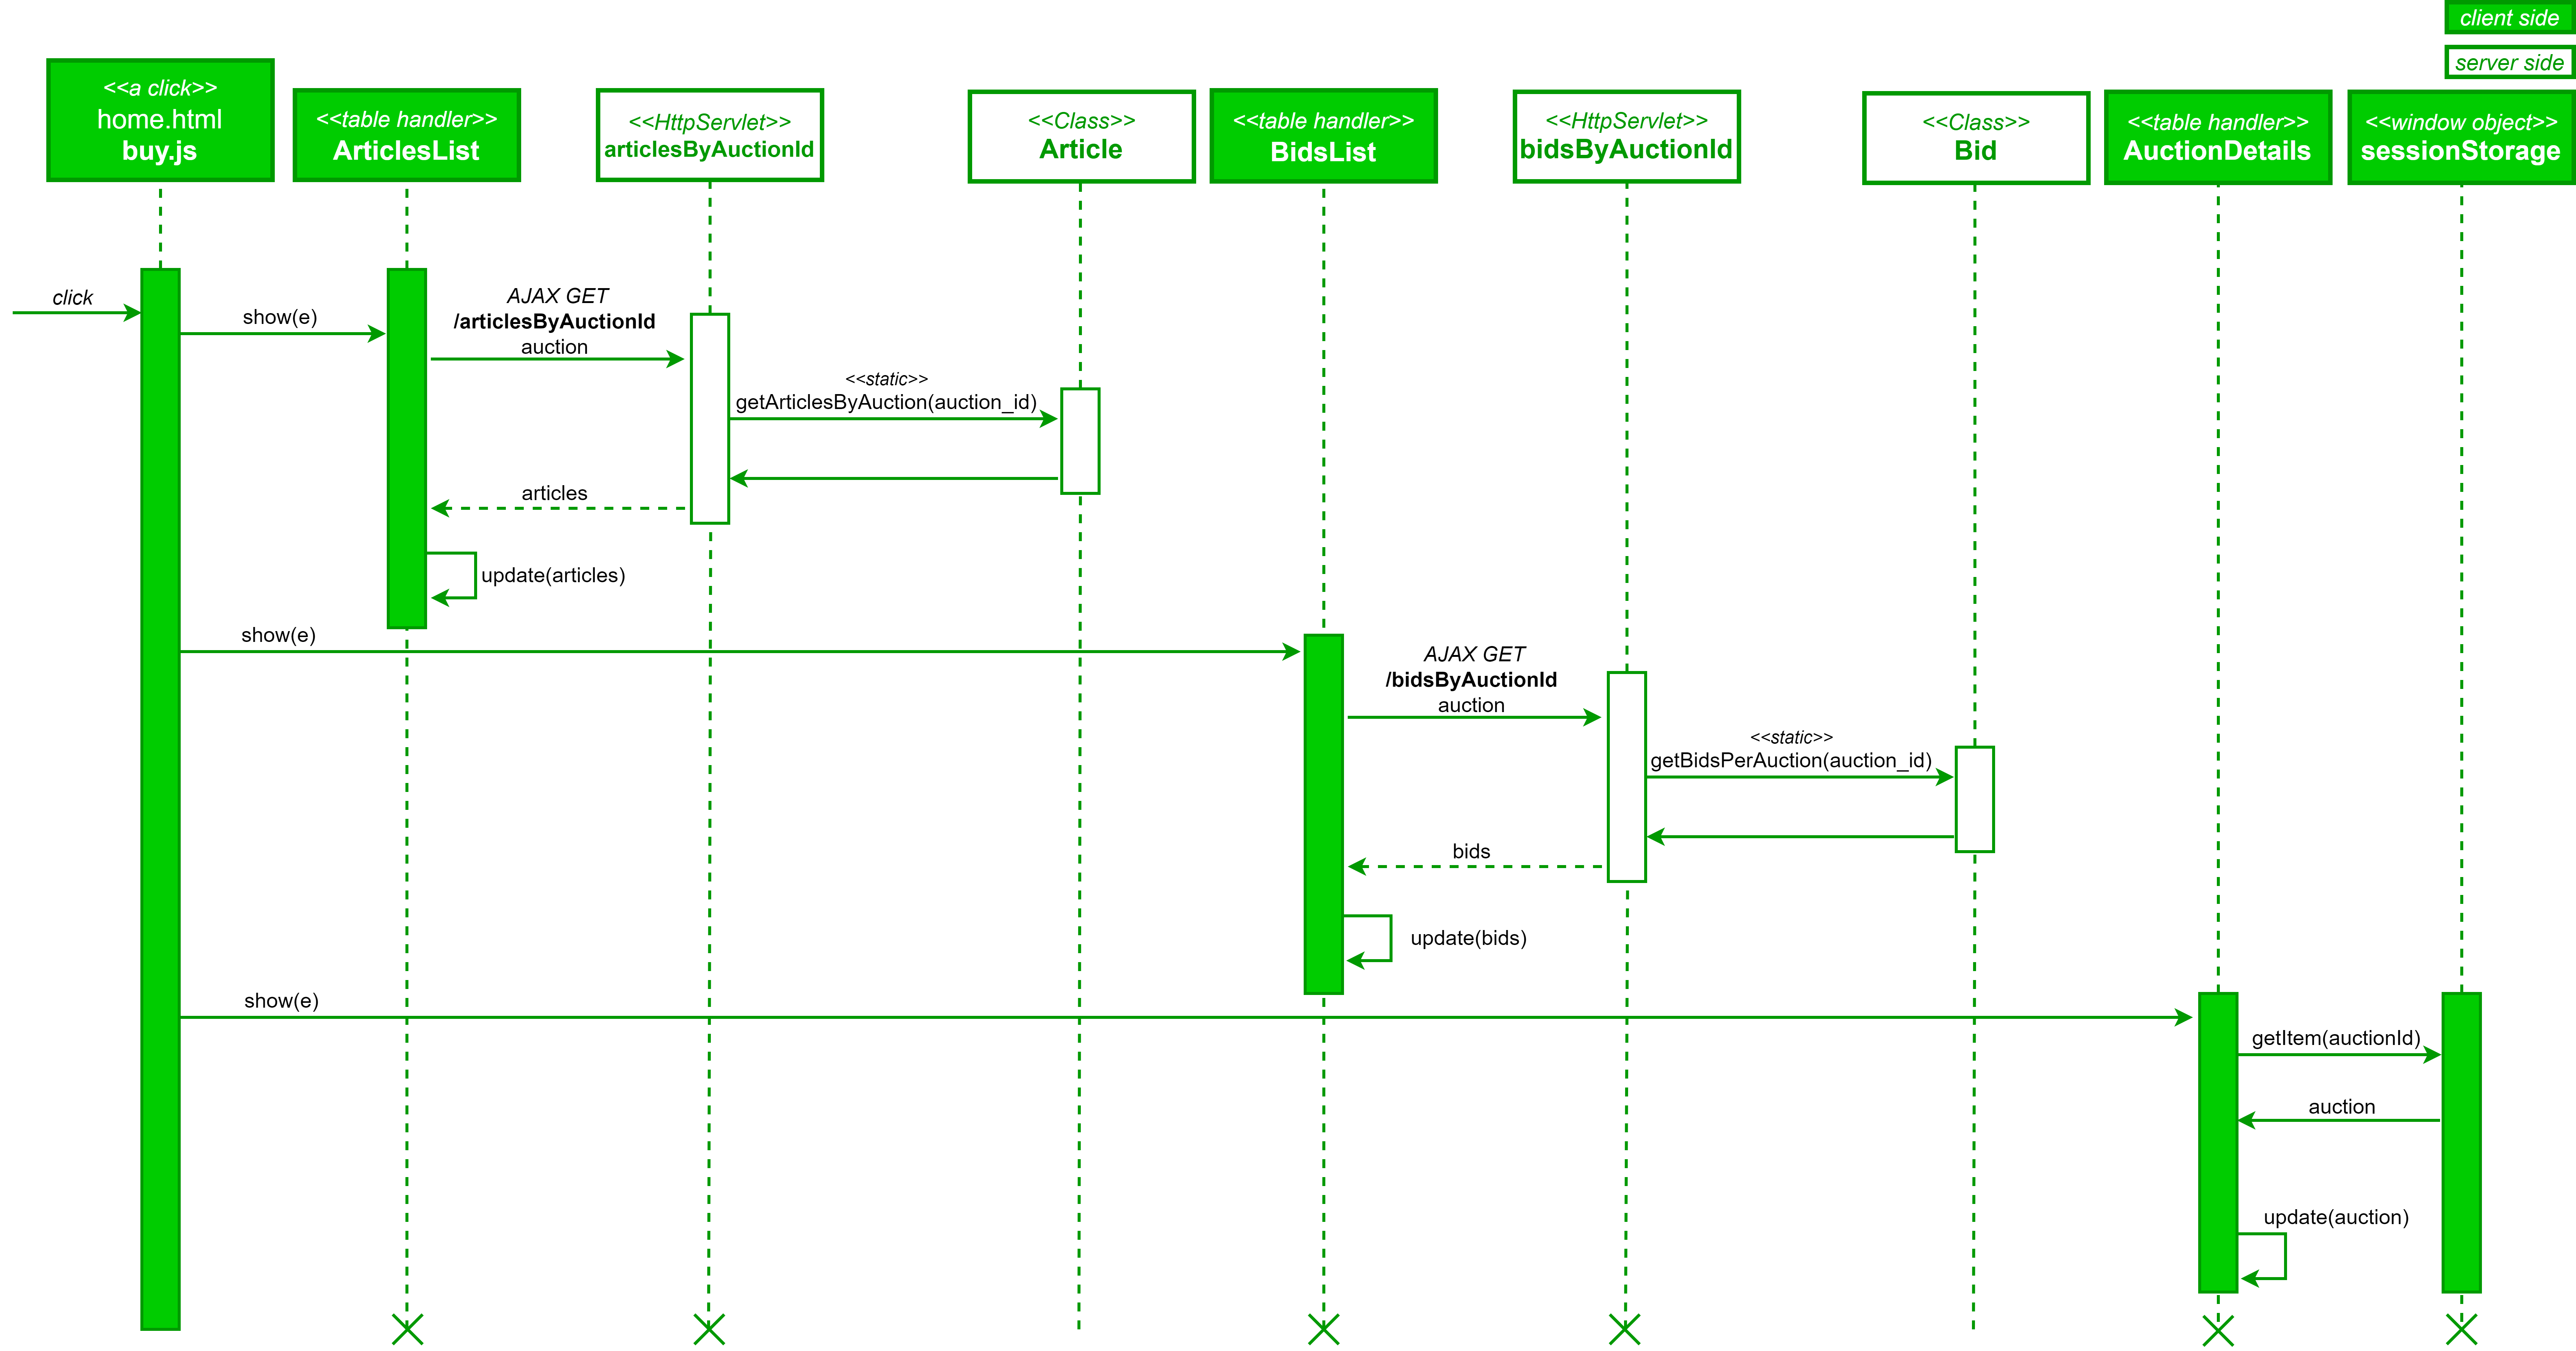 client side
server side
<<a click>>
home.html
buy.js
<<table handler>>
ArticlesList
<<HttpServlet>>
articlesByAuctionId
<<Class>>
Article
<<table handler>>
BidsList
<<HttpServlet>>
bidsByAuctionId
<<Class>>
Bid
<<table handler>>
AuctionDetails
<<window object>>
sessionStorage
click
show(e)
AJAX GET
/articlesByAuctionId
auction
<<static>>
getArticlesByAuction(auction_id)
articles
update(articles)
show(e)
AJAX GET
/bidsByAuctionId
auction
<<static>>
getBidsPerAuction(auction_id)
bids
update(bids)
show(e)
getItem(auctionId)
auction
update(auction)